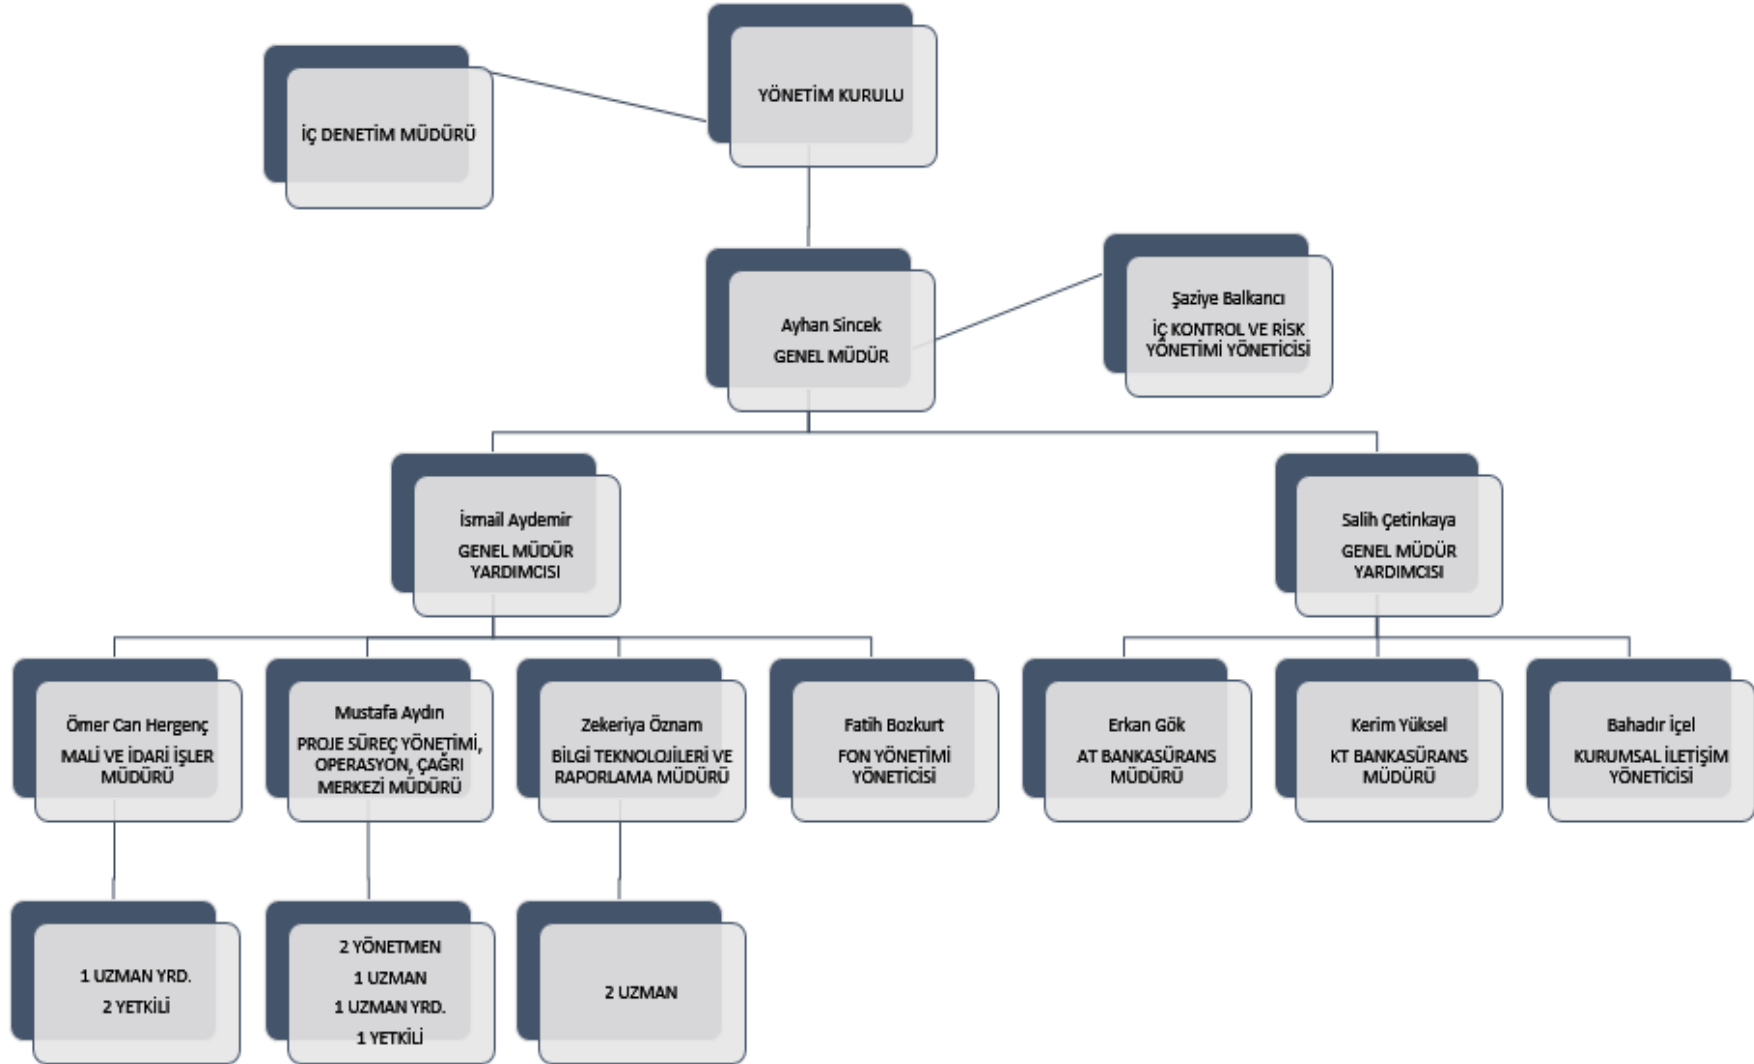 YÖNETİM KURULU
İÇ DENETİM MÜDÜRÜ
Ayhan Sincek
GENEL MÜDÜR
Şaziye Balkancı
İÇ KONTROL VE RİSK
YÖNETİMİ YÖNETİCİSİ
İsmail Aydemir
GENEL MÜDÜR
YARDIMCISI
Salih Çetinkaya
GENEL MÜDÜR
YARDIMCISI
Ömer Can Hergenç
MALİ VE İDARİ İŞLER
MÜDÜRÜ
Mustafa Aydın
PROJE SÜREÇ YÖNETİMİ,
OPERASYON, ÇAĞRI
MERKEZİ MÜDÜRÜ
Zekeriya Öznam
BİLGİ TEKNOLOJİLERİ VE
RAPORLAMA MÜDÜRÜ
Fatih Bozkurt
FON YÖNETİMİ
YÖNETİCİSİ
Erkan Gök
AT BANKASÜRANS
MÜDÜRÜ
Kerim Yüksel
KT BANKASÜRANS
MÜDÜRÜ
Bahadır İçel
KURUMSAL İLETİŞİM
YÖNETİCİSİ
1 UZMAN YRD.
2 YETKİLİ
2 YÖNETMEN
1 UZMAN
1 UZMAN YRD.
1 YETKİLİ
2 UZMAN